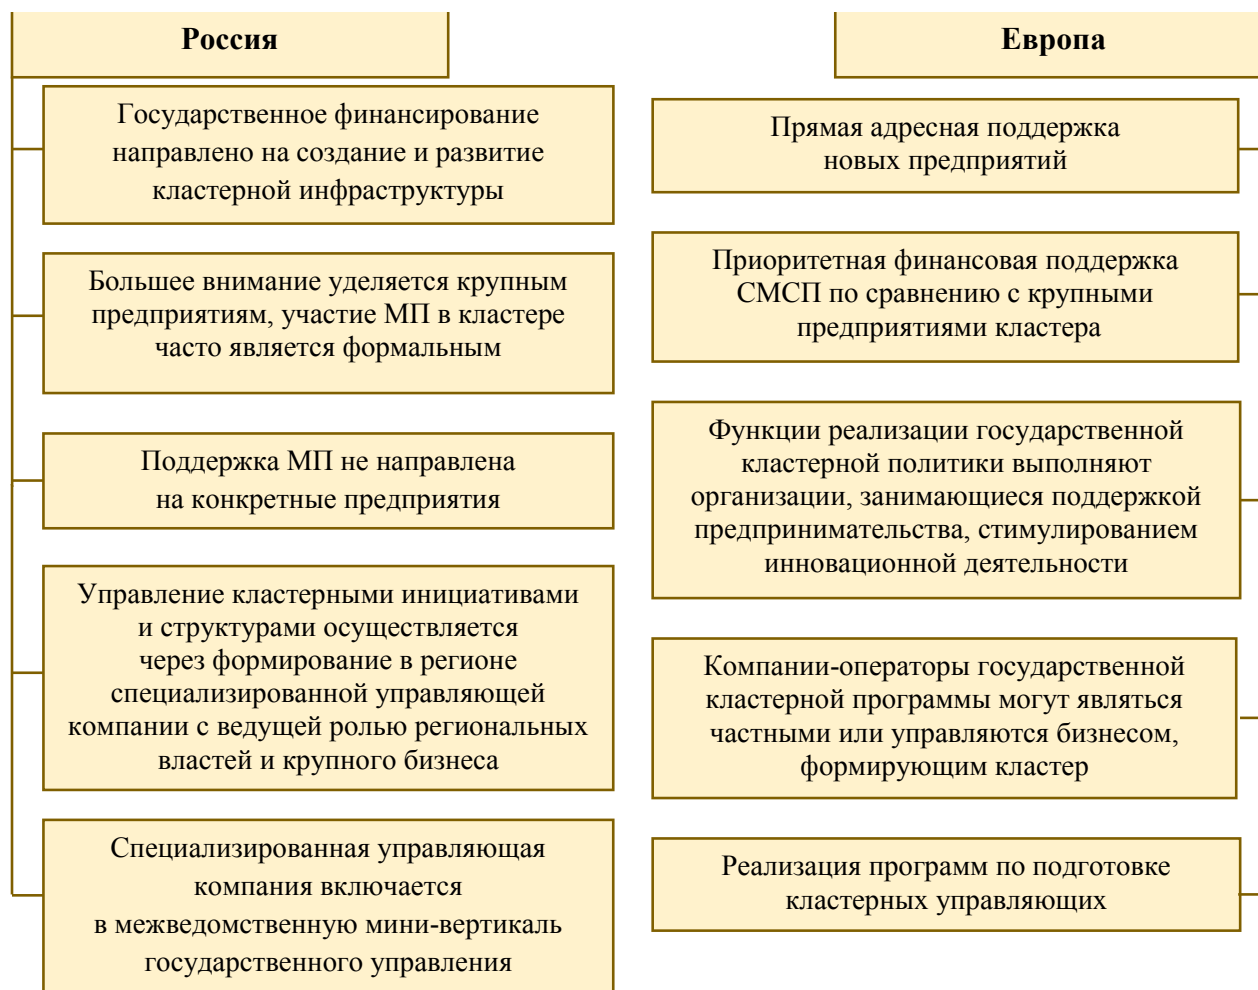 Россия
Государственное финансирование
направлено на создание и развитие
кластерной инфраструктуры
Большее внимание уделяется крупным
предприятиям, участие МП в кластере
часто является формальным
Поддержка МП не направлена
на конкретные предприятия
Управление кластерными инициативами
и структурами осуществляется
через формирование в регионе
специализированной управляющей
компании с ведущей ролью региональных
властей и крупного бизнеса
Специализированная управляющая
компания включается
в межведомственную мини-вертикаль
государственного управления
Европа
Прямая адресная поддержка
новых предприятий
Приоритетная финансовая поддержка
СМСП по сравнению с крупными
предприятиями кластера
Функции реализации государственной
кластерной политики выполняют
организации, занимающиеся поддержкой
предпринимательства, стимулированием
инновационной деятельности
Компании-операторы государственной
кластерной программы могут являться
частными или управляются бизнесом,
формирующим кластер
Реализация программ по подготовке
кластерных управляющих